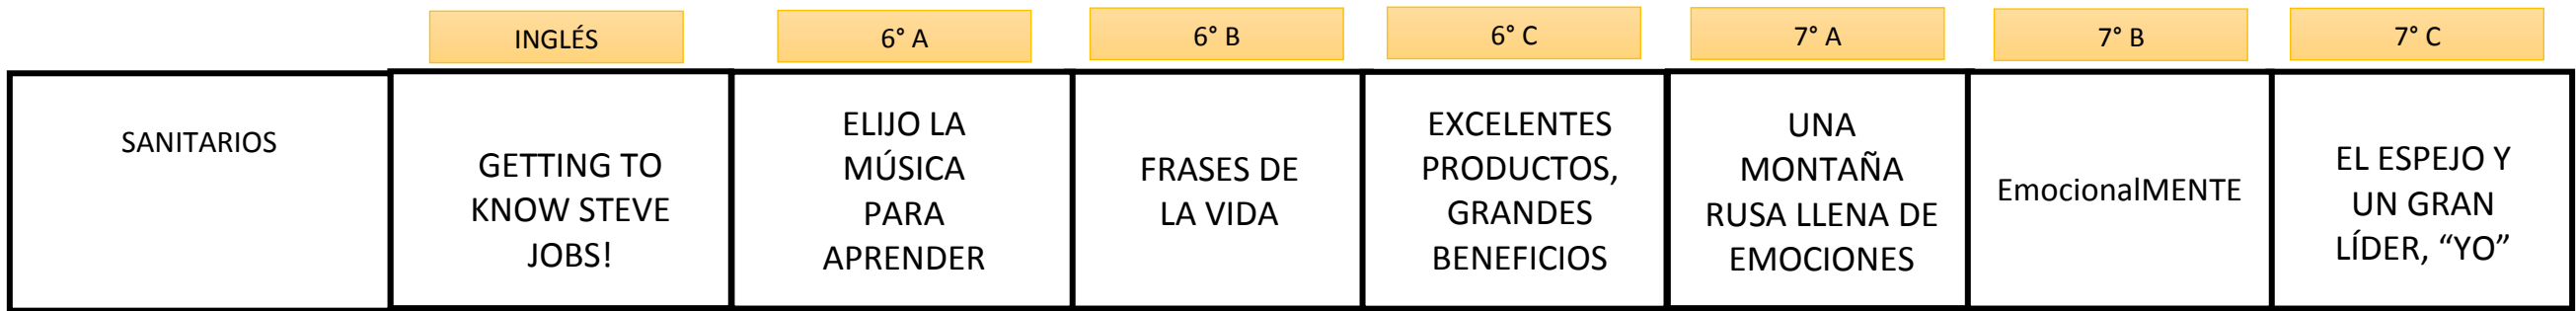 INGLÉS
6° A
6° B
6° C
7° A
7° B
7° C
SANITARIOS
GETTING TO
KNOW STEVE
JOBS!
ELIJO LA
MÚSICA
PARA
APRENDER
FRASES DE
LA VIDA
EXCELENTES
PRODUCTOS,
GRANDES
BENEFICIOS
UNA
MONTAÑA
RUSA LLENA DE
EMOCIONES
EmocionalMENTE
EL ESPEJO Y
UN GRAN
LÍDER, “YO”